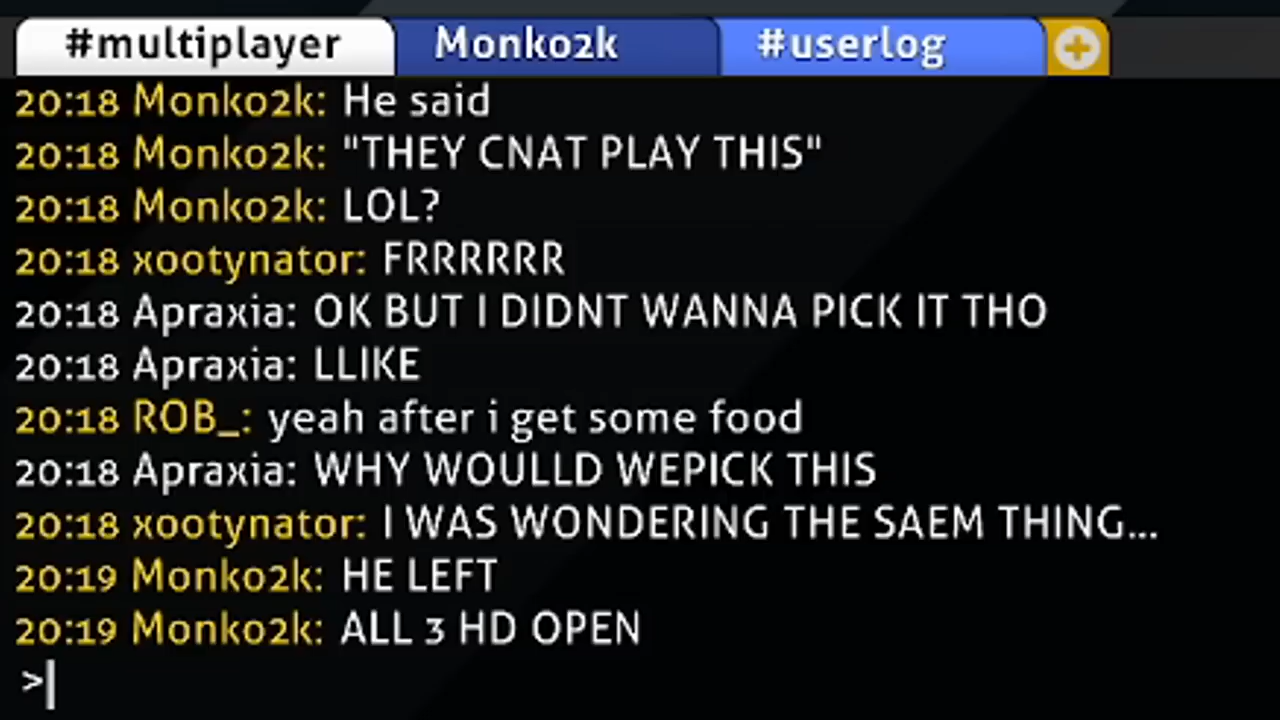 #multiplayer Monko2k #userlog
20:18 Monko2k: He said
20:18 Monko2k: "THEY CNAT PLAY THIS"
20:18 Monko2k: LOL?
20:18 xootynator: FRRRRRR
20:18 Apraxia: OK BUT I DIDNT WANNA PICK IT THO
20:18 Apraxia: LLIKE
20:18 ROB_: yeah after i get some food
20:18 Apraxia: WHY WOULLD WEPICK THIS
20:18 xootynator: I WAS WONDERING THE SAEM THING...
20:19 Monko2k: HE LEFT
20:19 Monko2k: ALL 3 HD OPEN
>